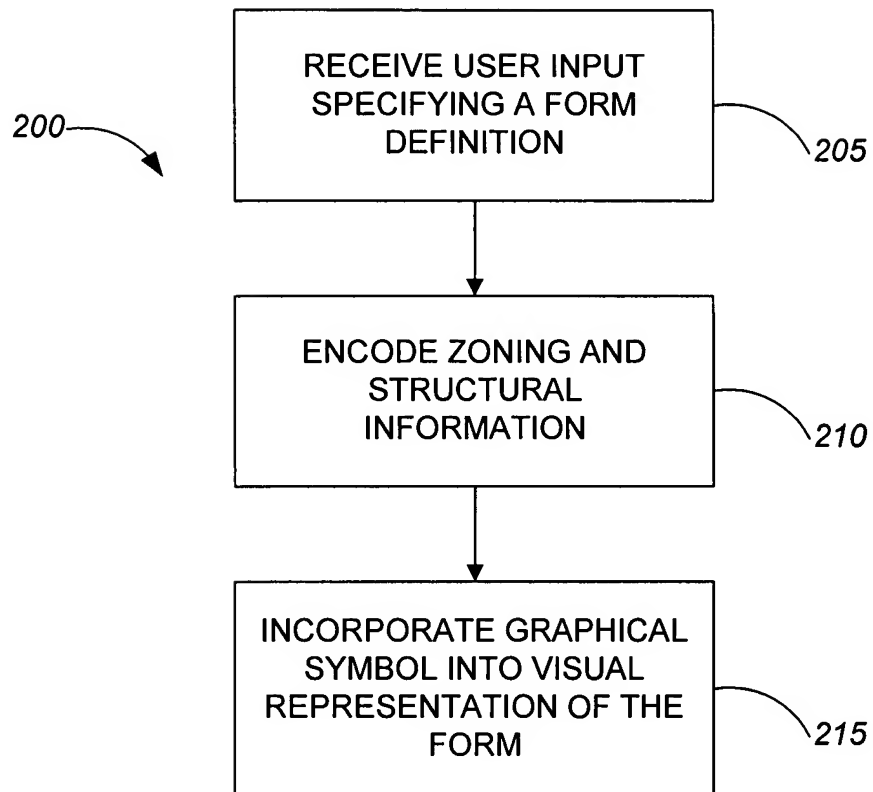 RECEIVE USER INPUT
SPECIFYING A FORM
DEFINITION
200
205
ENCODE ZONING AND
STRUCTURAL
INFORMATION
210
INCORPORATE GRAPHICAL
SYMBOL INTO VISUAL
REPRESENTATION OF THE
FORM
215